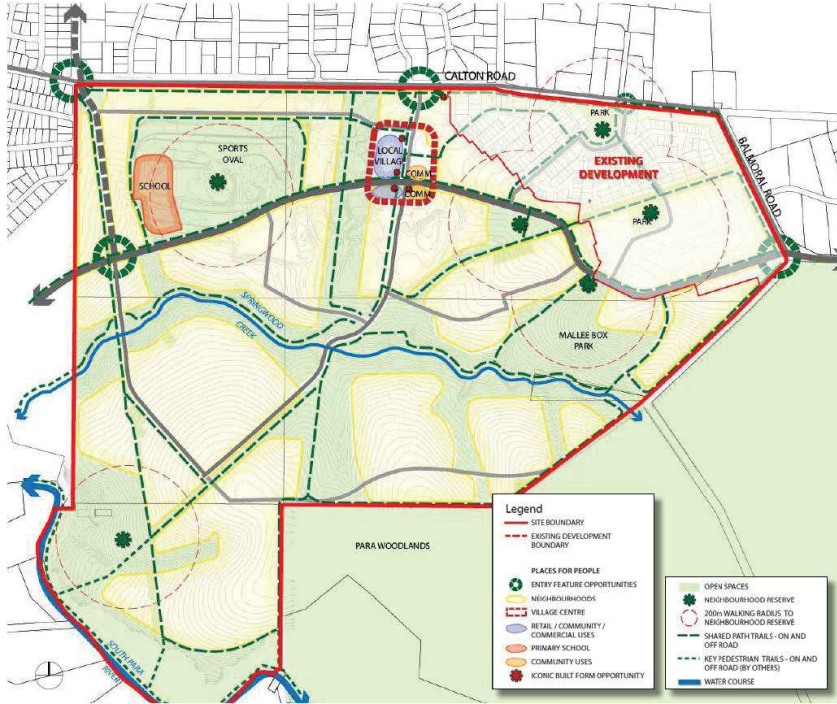 CALTON ROAD
PARK
BALMORAL ROAD
SPORTS
OVAL
LOCAL
VILLAGE
EXISTING
DEVELOPMENT
SCHOOL
COMM
COMM
PARK
SPRINGWOOD
CREEK
MALLEE BOX
PARK
PARA WOODLANDS
SOUTH PARA
RIVER
Legend
SITE BOUNDARY
EXISTING DEVELOPMENT
BOUNDARY
PLACES FOR PEOPLE
ENTRY FEATURE OPPORTUNITIES
NEIGHBOURHOODS
VILLAGE CENTRE
RETAIL / COMMUNITY /
COMMERCIAL USES
PRIMARY SCHOOL
COMMUNITY USES
ICONIC BUILT FORM OPPORTUNITY
OPEN SPACES
NEIGHBOURHOOD RESERVE
200m WALKING RADIUS TO
NEIGHBOURHOOD RESERVE
SHARED PATH TRAILS - ON AND
OFF ROAD
KEY PEDESTRIAN TRAILS - ON AND
OFF ROAD (BY OTHERS)
WATER COURSE